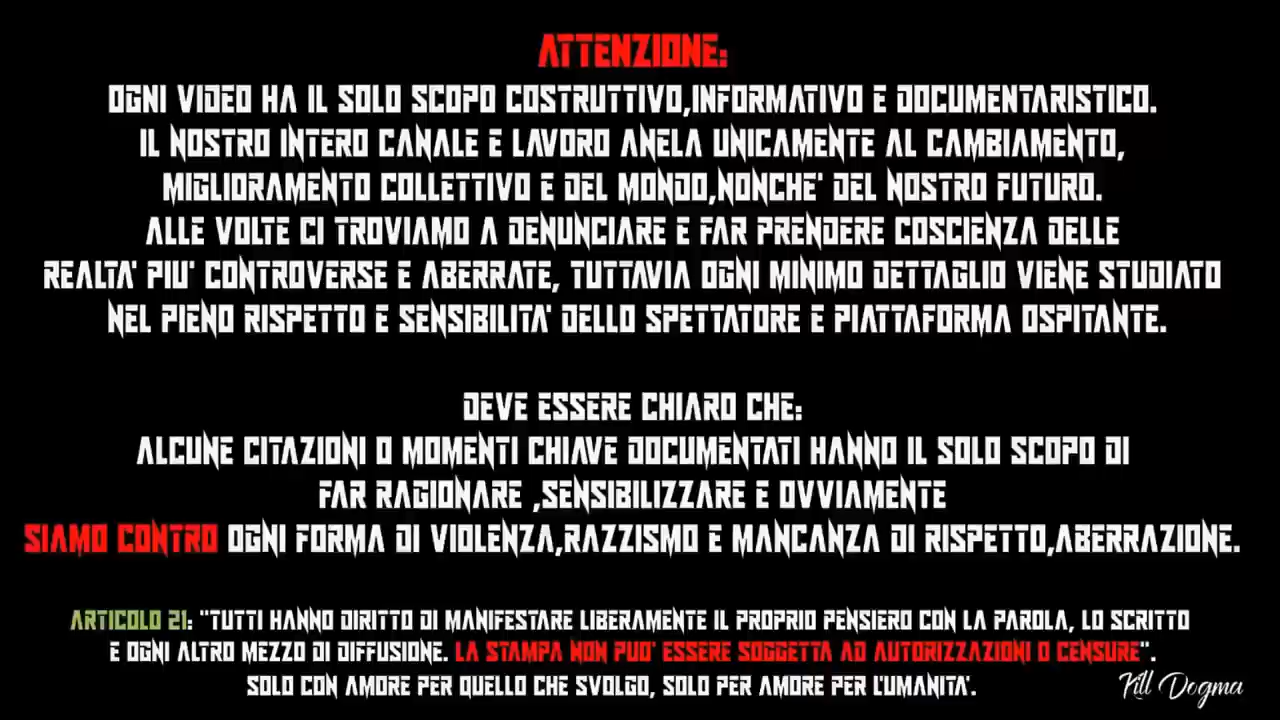 ATTENZIONE:
OGNI VIDEO HA IL SOLO SCOPO COSTRUTTIVO,INFORMATIVO E DOCUMENTARISTICO.
IL NOSTRO INTERO CANALE E LAVORO ANELA UNICAMENTE AL CAMBIAMENTO,
MIGLIORAMENTO COLLETTIVO E DEL MONDO,NONCHE' DEL NOSTRO FUTURO.
ALLE VOLTE CI TROVIAMO A DENUNCIARE E FAR PRENDERE COSCIENZA DELLE
REALTA' PIU' CONTROVERSE E ABERRATE, TUTTAVIA OGNI MINIMO DETTAGLIO VIENE STUDIATO
NEL PIENO RISPETTO E SENSIBILITA' DELLO SPETTATORE E PIATTAFORMA OSPITANTE.
DEVE ESSERE CHIARO CHE:
ALCUNE CITAZIONI O MOMENTI CHIAVE DOCUMENTATI HANNO IL SOLO SCOPO DI
FAR RAGIONARE ,SENSIBILIZZARE E OVVIAMENTE
SIAMO CONTRO OGNI FORMA DI VIOLENZA,RAZZISMO E MANCANZA DI RISPETTO,ABERRAZIONE.
ARTICOLO 21: "TUTTI HANNO DIRITTO DI MANIFESTARE LIBERAMENTE IL PROPRIO PENSIERO CON LA PAROLA, LO SCRITTO
E OGNI ALTRO MEZZO DI DIFFUSIONE. LA STAMPA NON PUO' ESSERE SOGGETTA AD AUTORIZZAZIONI O CENSURE".
SOLO CON AMORE PER QUELLO CHE SVOLGO, SOLO PER AMORE PER L'UMANITA'.
Kill Dogma